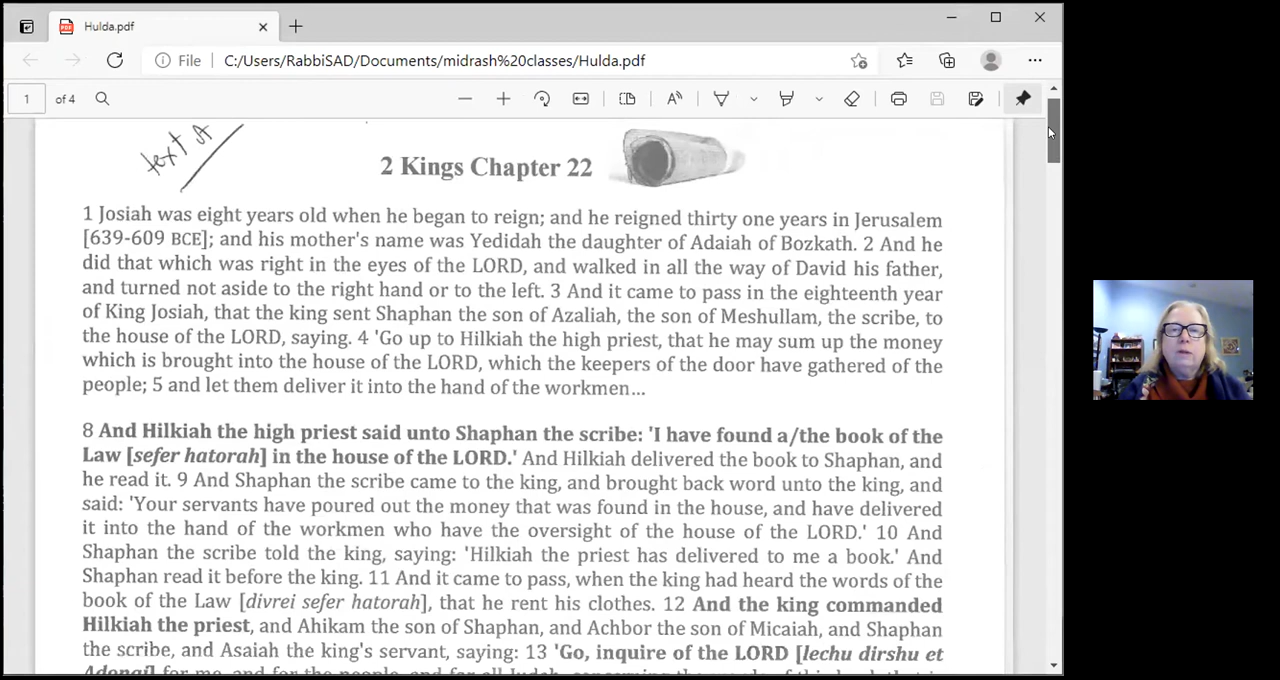 Hulda.pdf
File
C:/Users/RabbiSAD/Documents/midrash%20classes/Hulda.pdf
1 of 4
text A
2 Kings Chapter 22
1 Josiah was eight years old when he began to reign; and he reigned thirty one years in Jerusalem
[639-609 BCE]; and his mother's name was Yedidah the daughter of Adaiah of Bozkath. 2 And he
did that which was right in the eyes of the LORD, and walked in all the way of David his father,
and turned not aside to the right hand or to the left. 3 And it came to pass in the eighteenth year
of King Josiah, that the king sent Shaphan the son of Azaliah, the son of Meshullam, the scribe, to
the house of the LORD, saying. 4 'Go up to Hilkiah the high priest, that he may sum up the money
which is brought into the house of the LORD, which the keepers of the door have gathered of the
people; 5 and let them deliver it into the hand of the workmen...
8 And Hilkiah the high priest said unto Shaphan the scribe: 'I have found a/the book of the
Law [sefer hatorah] in the house of the LORD.' And Hilkiah delivered the book to Shaphan, and
he read it. 9 And Shaphan the scribe came to the king, and brought back word unto the king, and
said: 'Your servants have poured out the money that was found in the house, and have delivered
it into the hand of the workmen who have the oversight of the house of the LORD.' 10 And
Shaphan the scribe told the king, saying: 'Hilkiah the priest has delivered to me a book.' And
Shaphan read it before the king. 11 And it came to pass, when the king had heard the words of the
book of the Law [divrei sefer hatorah], that he rent his clothes. 12 And the king commanded
Hilkiah the priest, and Ahikam the son of Shaphan, and Achbor the son of Micaiah, and Shaphan
the scribe, and Asaiah the king's servant, saying: 13 'Go, inquire of the LORD [lechu dirshu et
Adonai] for me, and for the people, and for all Judah, concerning the words of this book that is